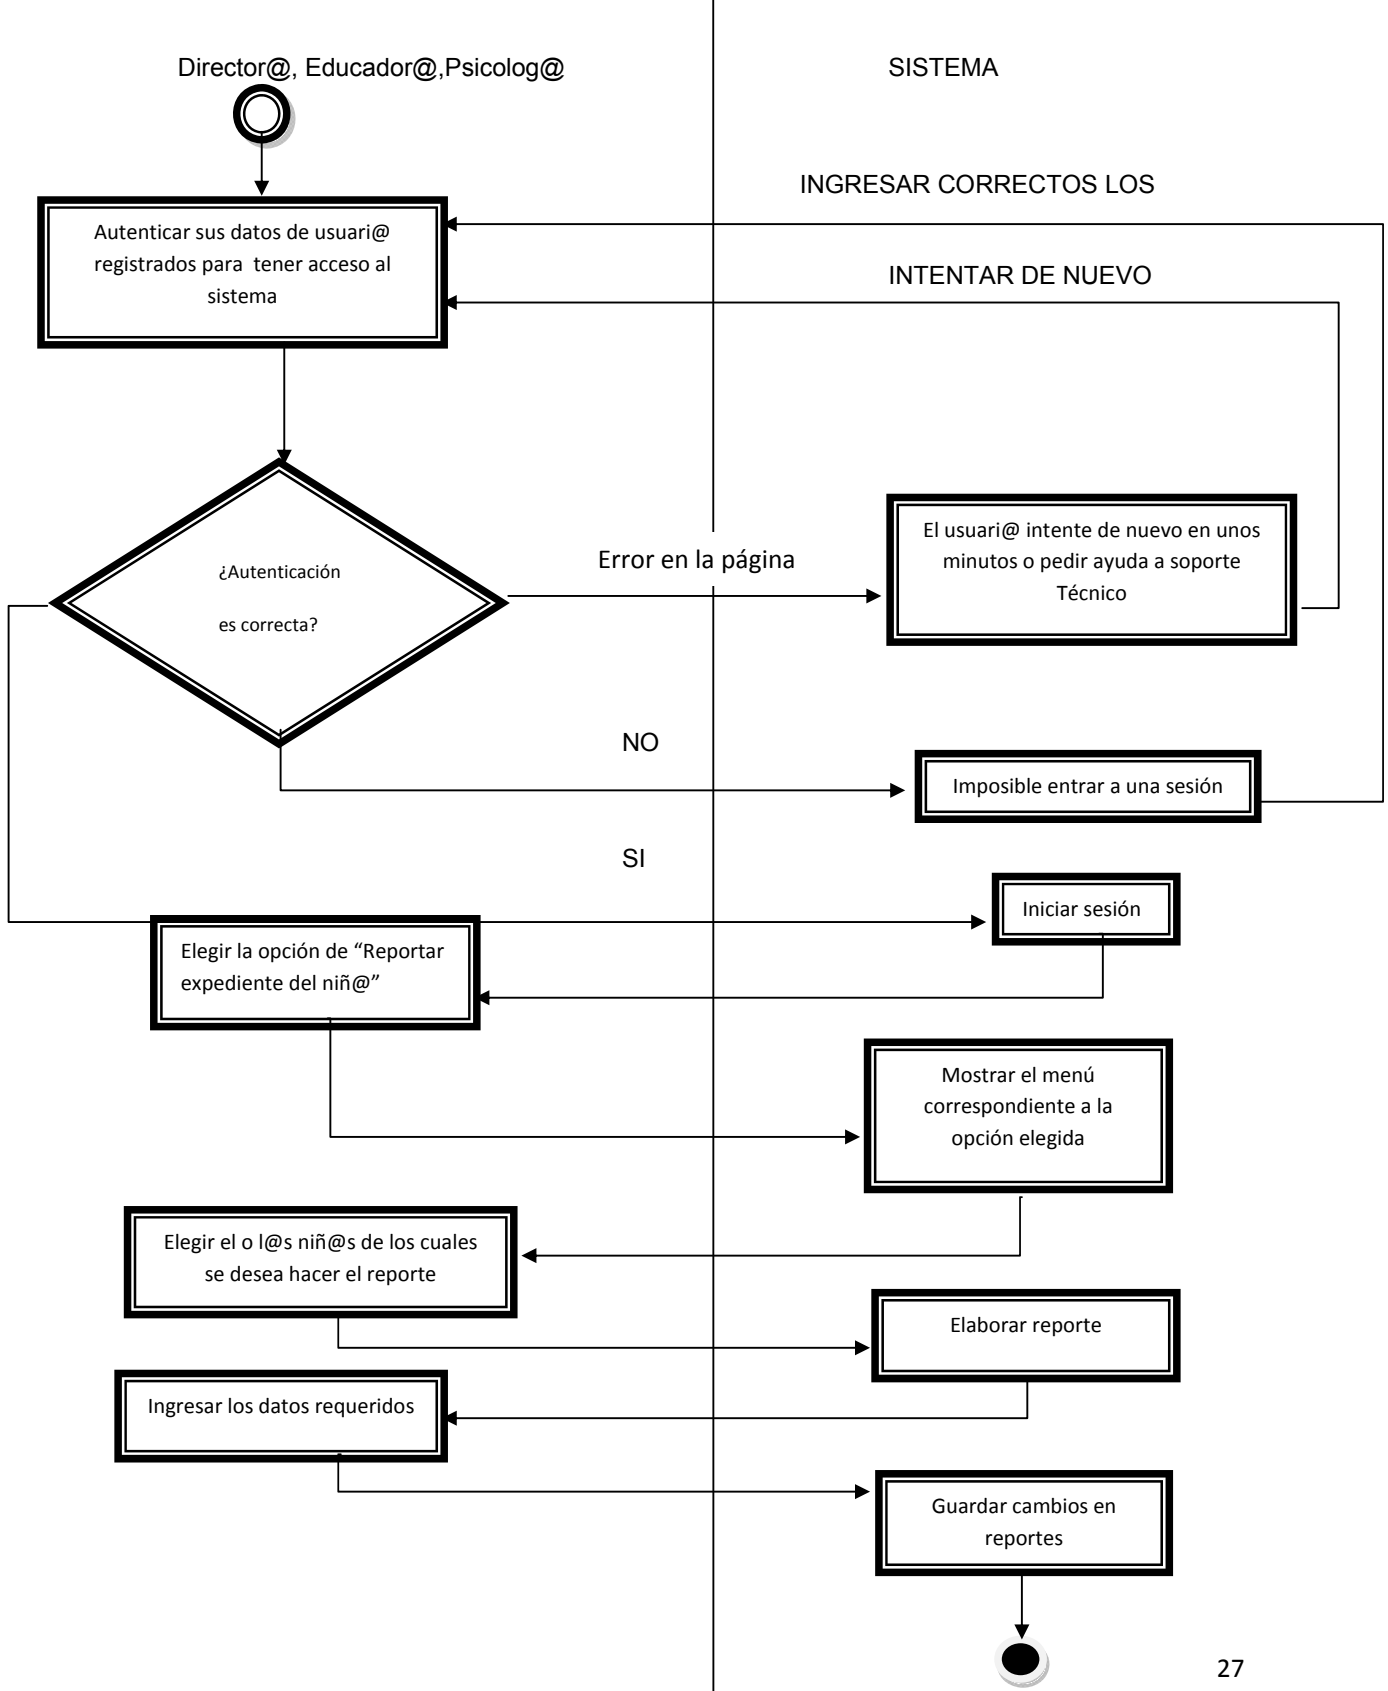 Director@, Educador@,Psicolog@
SISTEMA
INGRESAR CORRECTOS LOS
Autenticar sus datos de usuari@
registrados para tener acceso al
sistema
INTENTAR DE NUEVO
¿Autenticación
es correcta?
Error en la página
El usuari@ intente de nuevo en unos
minutos o pedir ayuda a soporte
Técnico
NO
Imposible entrar a una sesión
SI
Iniciar sesión
Elegir la opción de “Reportar
expediente del niñ@”
Mostrar el menú
correspondiente a la
opción elegida
Elegir el o l@s niñ@s de los cuales
se desea hacer el reporte
Elaborar reporte
Ingresar los datos requeridos
Guardar cambios en
reportes
27